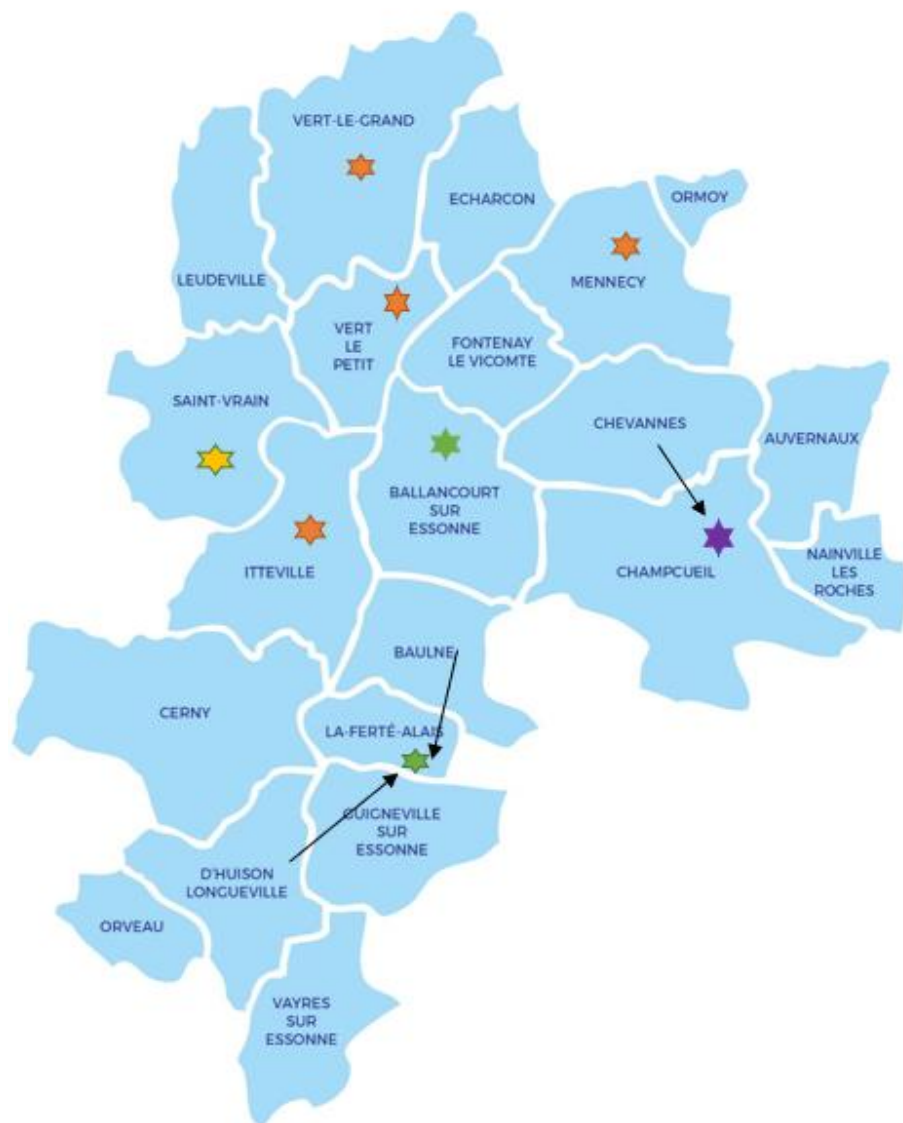 VERT-LE-GRAND
ECHARCON
ORMOY
LEUDEVILLE
MENNECY
VERT
LE
PETIT
FONTENAY
LE VICOMTE
SAINT-VRAIN
CHEVANNES
AUVERNAUX
BALLANCOURT
SUR
ESSONNE
ITTEVILLE
CHAMPCUEIL
NAINVILLE
LES
ROCHES
BAULNE
CERNY
LA-FERTÉ-ALAIS
GUIGNEVILLE
SUR
ESSONNE
D'HUISON
LONGUEVILLE
ORVEAU
VAYRES
SUR
ESSONNE